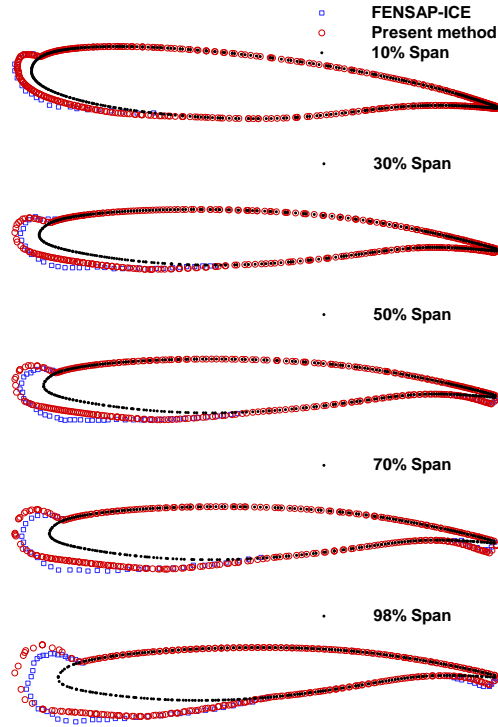 FENSAP-ICE
Present method
10% Span
30% Span
50% Span
70% Span
98% Span